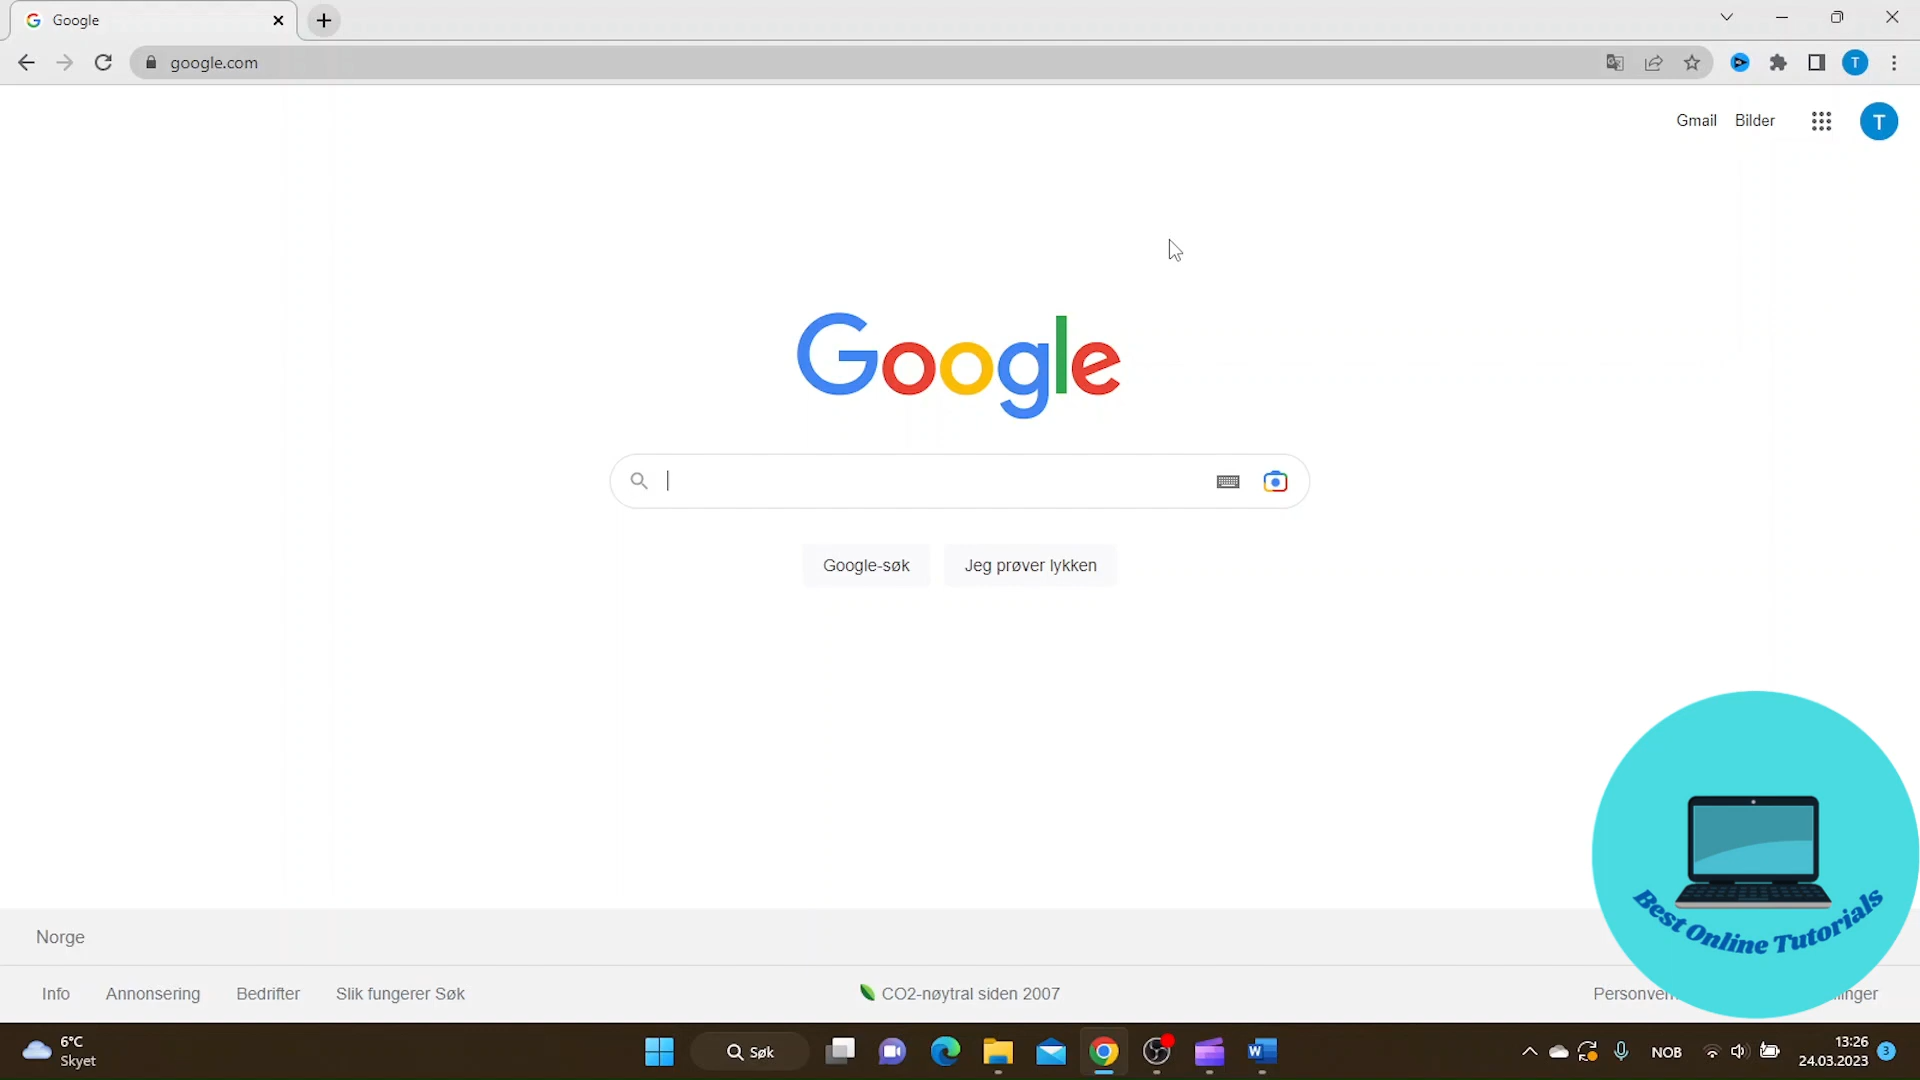 Google
google.com
T
Gmail Bilder
T
Google
Google-søk Jeg prøver lykken
Norge
Info Annonsering Bedrifter Slik fungerer Søk
CO2-nøytral siden 2007
Best Online Tutorials
6°C
Skyet
Søk
W
NOB
13:26
24.03.2023
3